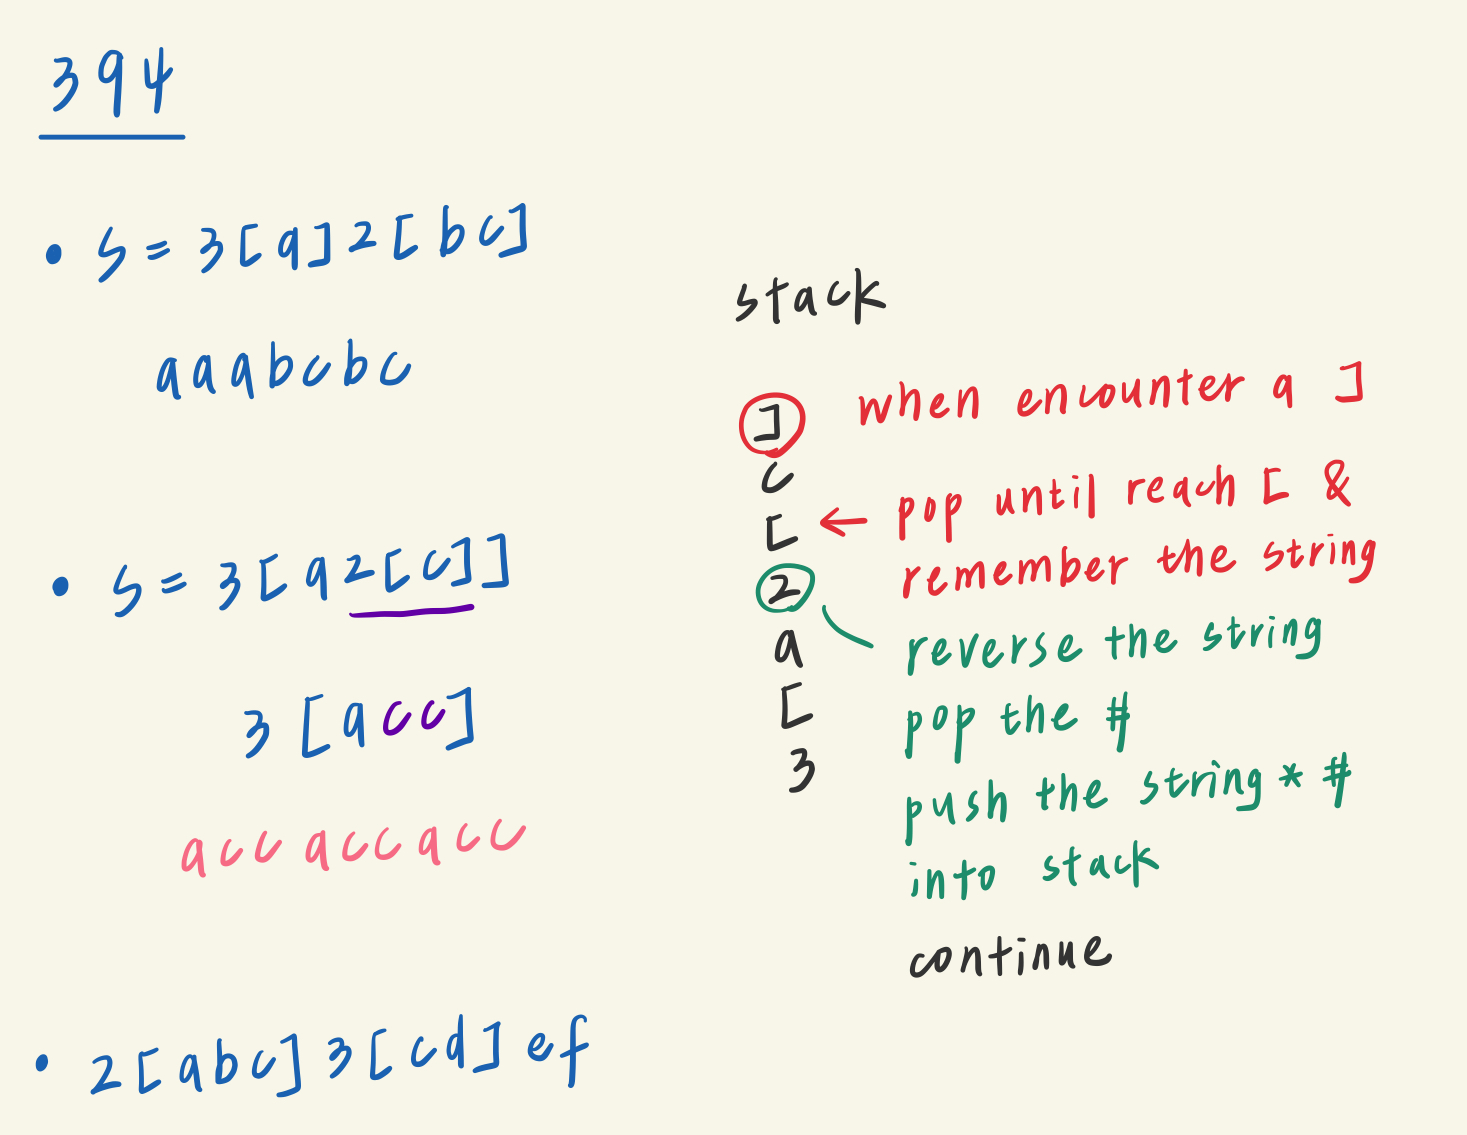 394
• S = 3[a]2[bc]
aaabcbc
• S = 3[a2[c]]
3[acc]
accaccacc
• 2[abc]3[cd]ef
stack
]
c
[
2
a
[
3
when encounter a ]
← pop until reach [ &
remember the string
reverse the string
pop the #
push the string * #
into stack
continue